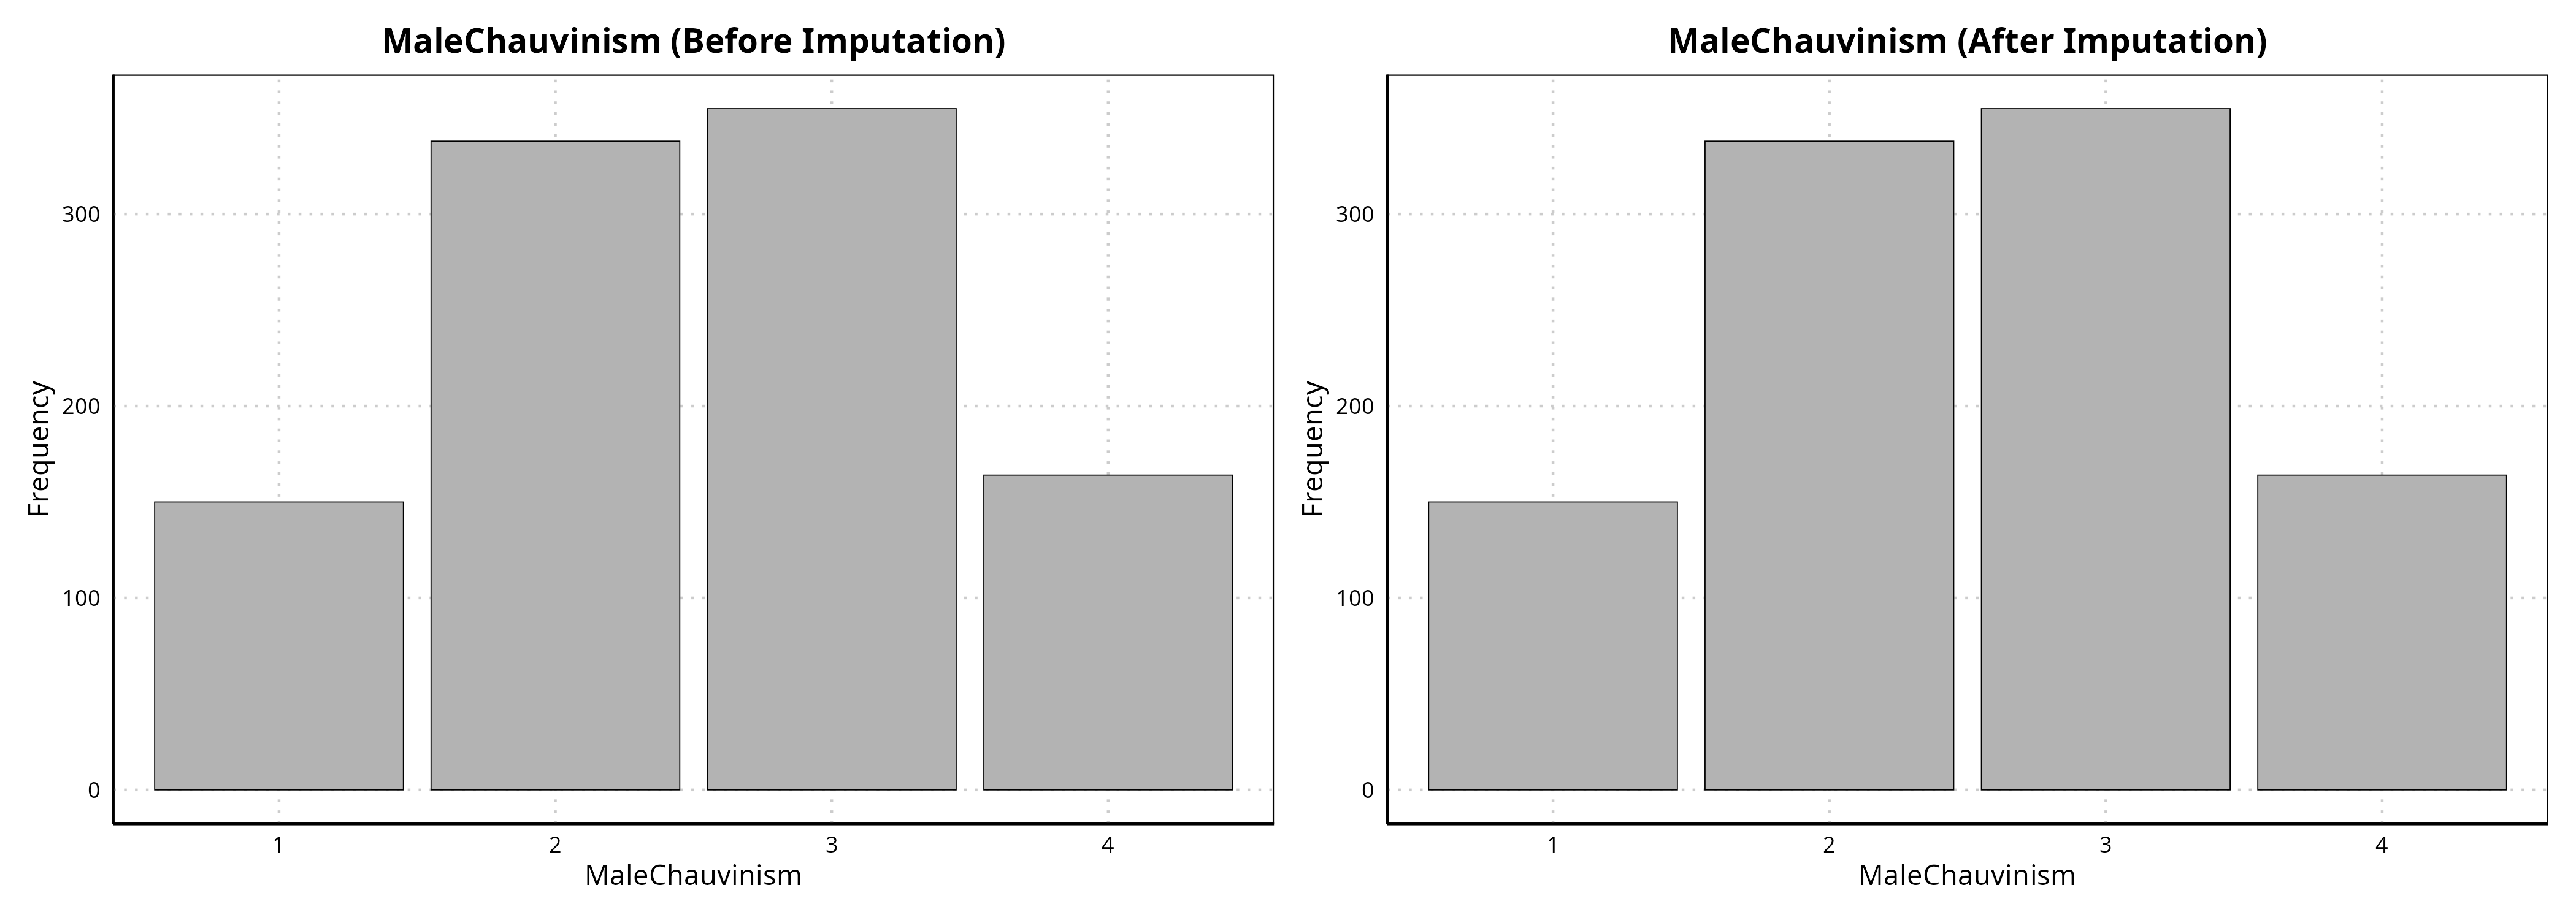 MaleChauvinism (Before Imputation)
Frequency
300
200
100
0
1 2 3 4
MaleChauvinism
MaleChauvinism (After Imputation)
Frequency
300
200
100
0
1 2 3 4
MaleChauvinism